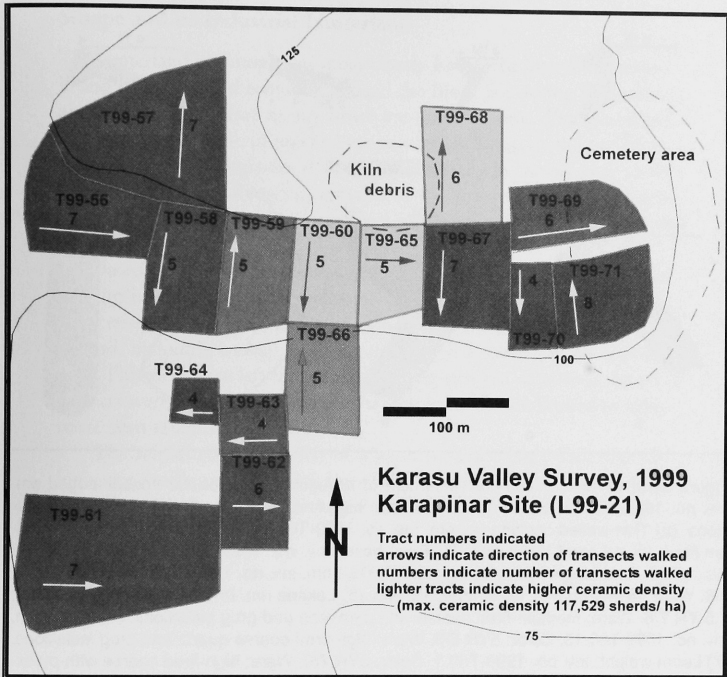 125
T99-57
7
T99-68
Kiln
debris
6
Cemetery area
T99-56
7
T99-58
5
T99-59
5
T99-60
5
T99-65
5
T99-67
7
T99-69
6
T99-71
8
4
T99-70
100
T99-66
5
T99-64
4
T99-63
4
T99-62
6
T99-61
7
100 m
N
Karasu Valley Survey, 1999
Karapinar Site (L99-21)
Tract numbers indicated
arrows indicate direction of transects walked
numbers indicate number of transects walked
lighter tracts indicate higher ceramic density
(max. ceramic density 117,529 sherds/ ha)
75